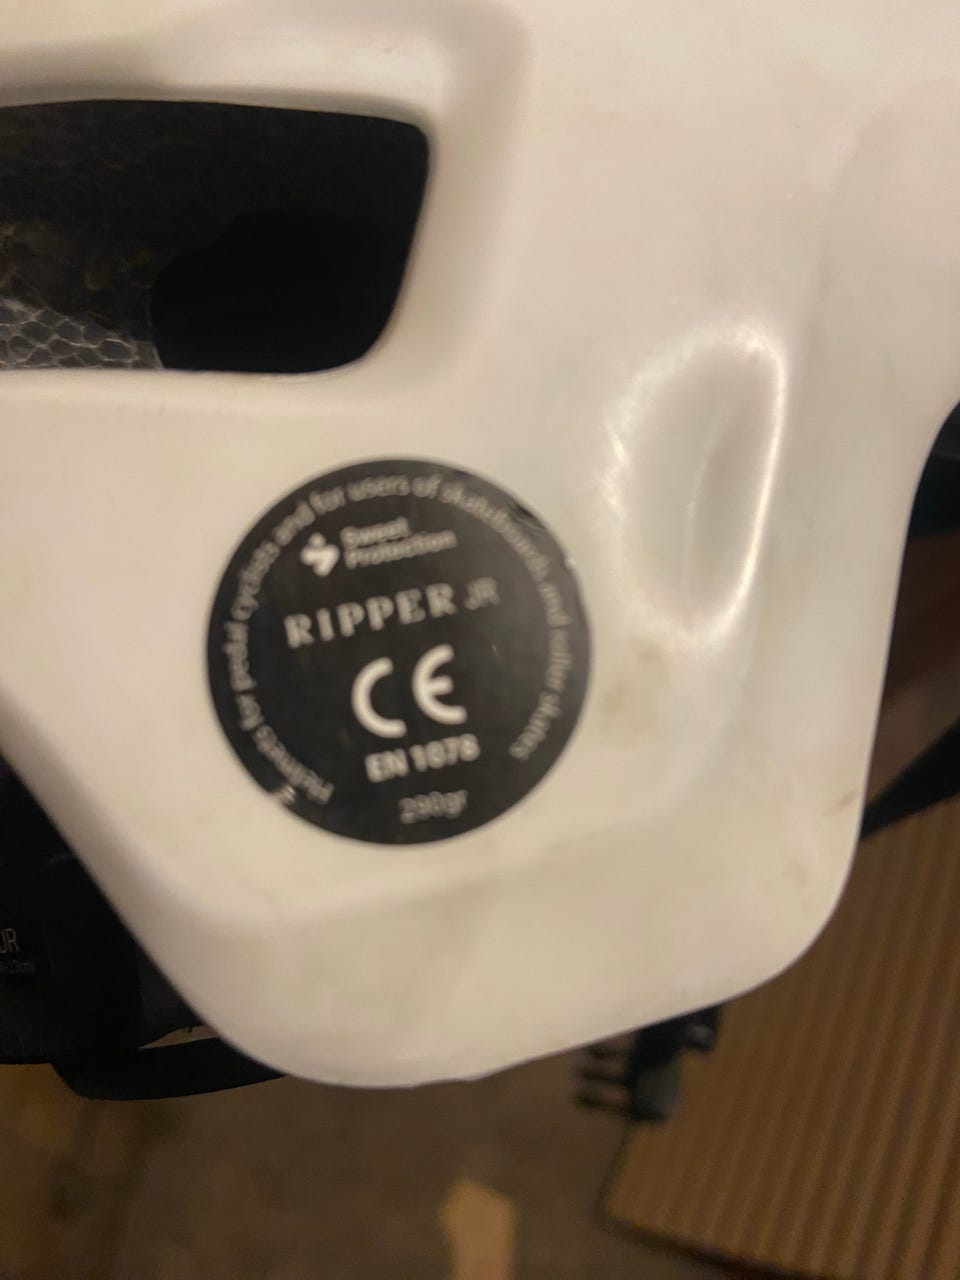 Helmets for pedal cyclists and for users of skateboards and roller skates
Sweet
Protection
RIPPER JR
CE
EN 1078
290gr
JR